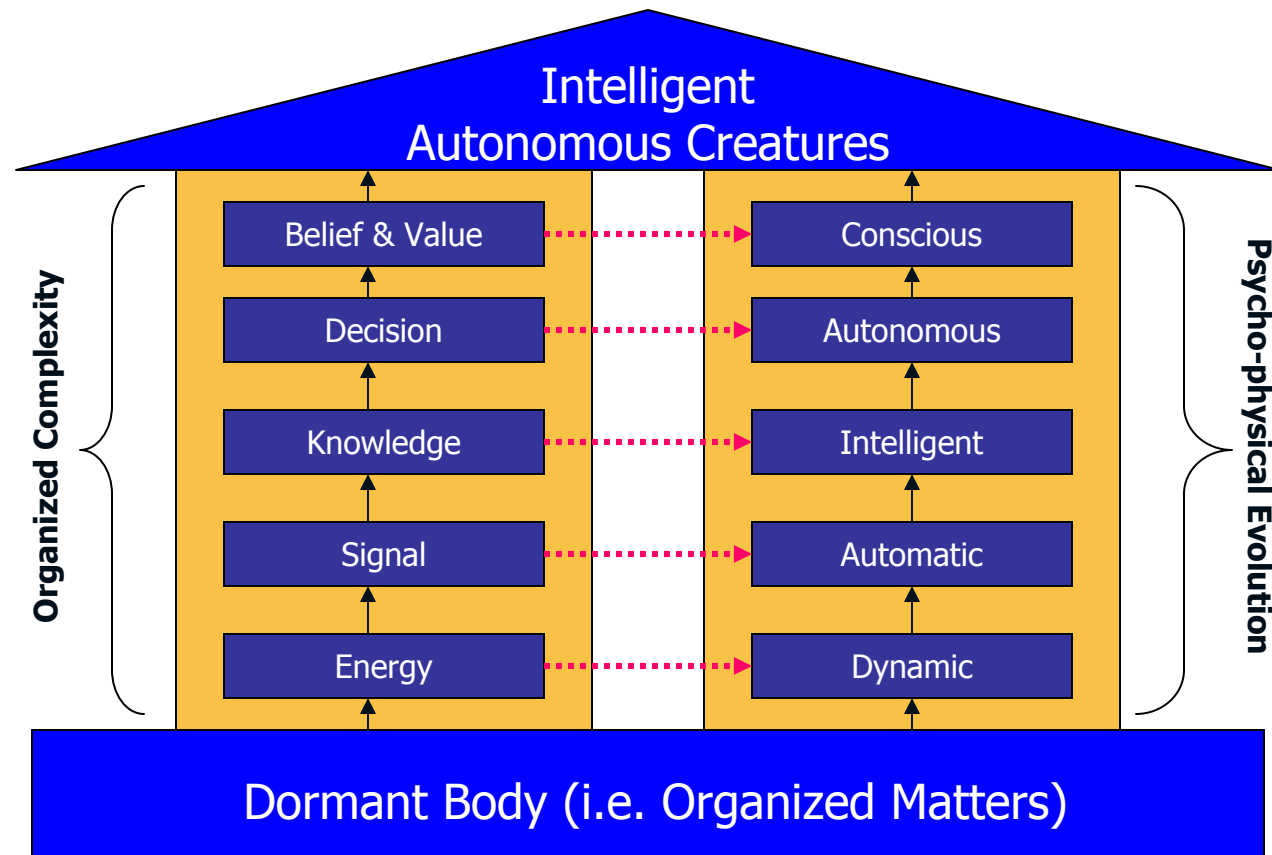 Intelligent
Autonomous Creatures
Organized Complexity
Belief & Value
Conscious
Psycho-physical Evolution
Decision
Autonomous
Knowledge
Intelligent
Signal
Automatic
Energy
Dynamic
Dormant Body (i.e. Organized Matters)